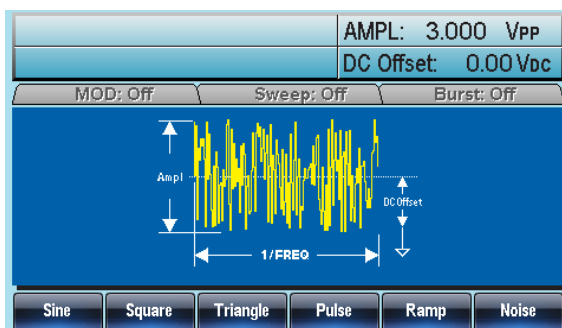 AMPL: 3.000 VPP
DC Offset: 0.00 VDC
MOD: Off Sweep: Off Burst: Off
Ampl
DC Offset
1/FREQ
Sine Square Triangle Pulse Ramp Noise